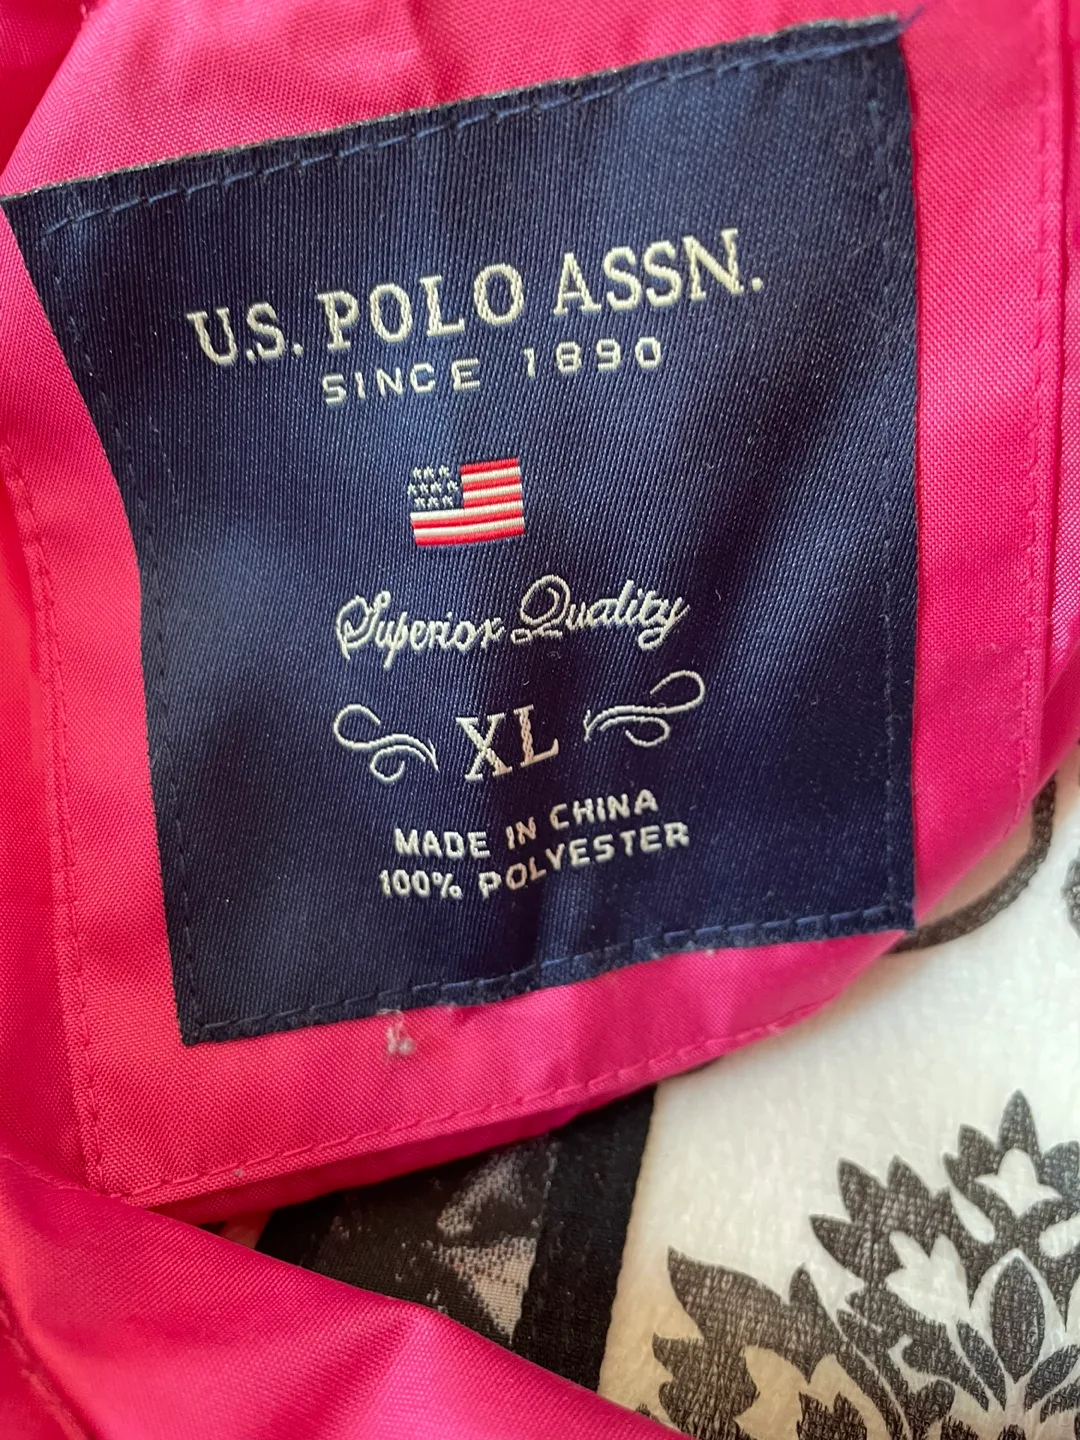 U.S. POLO ASSN.
SINCE 1890
Superior Quality
XL
MADE IN CHINA
100% POLYESTER